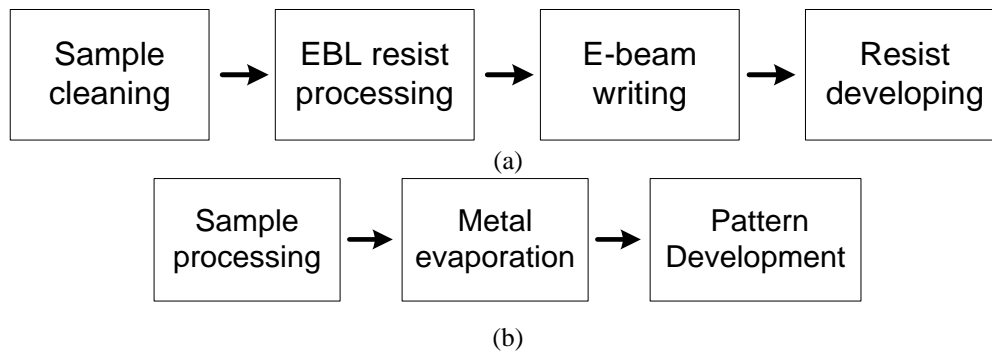 Sample
cleaning
EBL resist
processing
E-beam
writing
Resist
developing
(a)
Sample
processing
Metal
evaporation
Pattern
Development
(b)